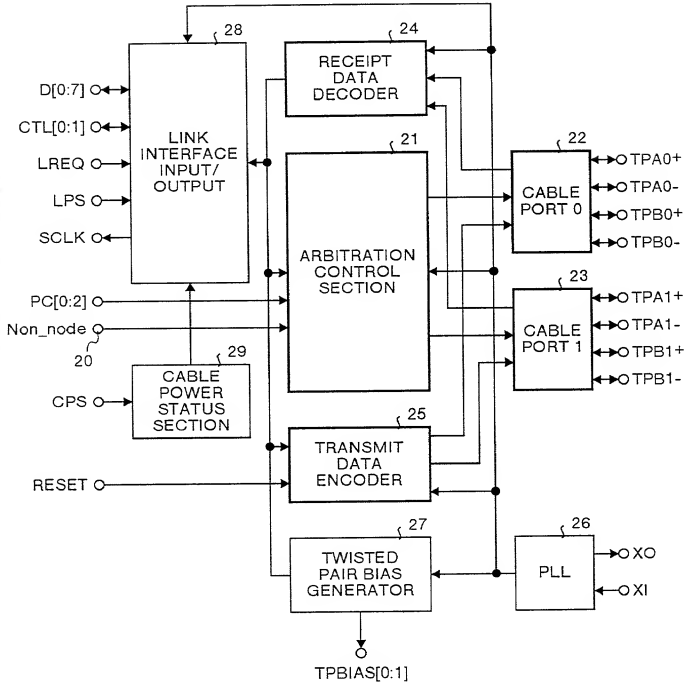 28
LINK
INTERFACE
INPUT/
OUTPUT
D[0:7]
CTL[0:1]
LREQ
LPS
SCLK
PC[0:2]
Non_node
20
CPS
29
CABLE
POWER
STATUS
SECTION
RESET
24
RECEIPT
DATA
DECODER
21
ARBITRATION
CONTROL
SECTION
25
TRANSMIT
DATA
ENCODER
27
TWISTED
PAIR BIAS
GENERATOR
TPBIAS[0:1]
22
CABLE
PORT 0
TPA0+
TPA0-
TPB0+
TPB0-
23
CABLE
PORT 1
TPA1+
TPA1-
TPB1+
TPB1-
26
PLL
XO
XI